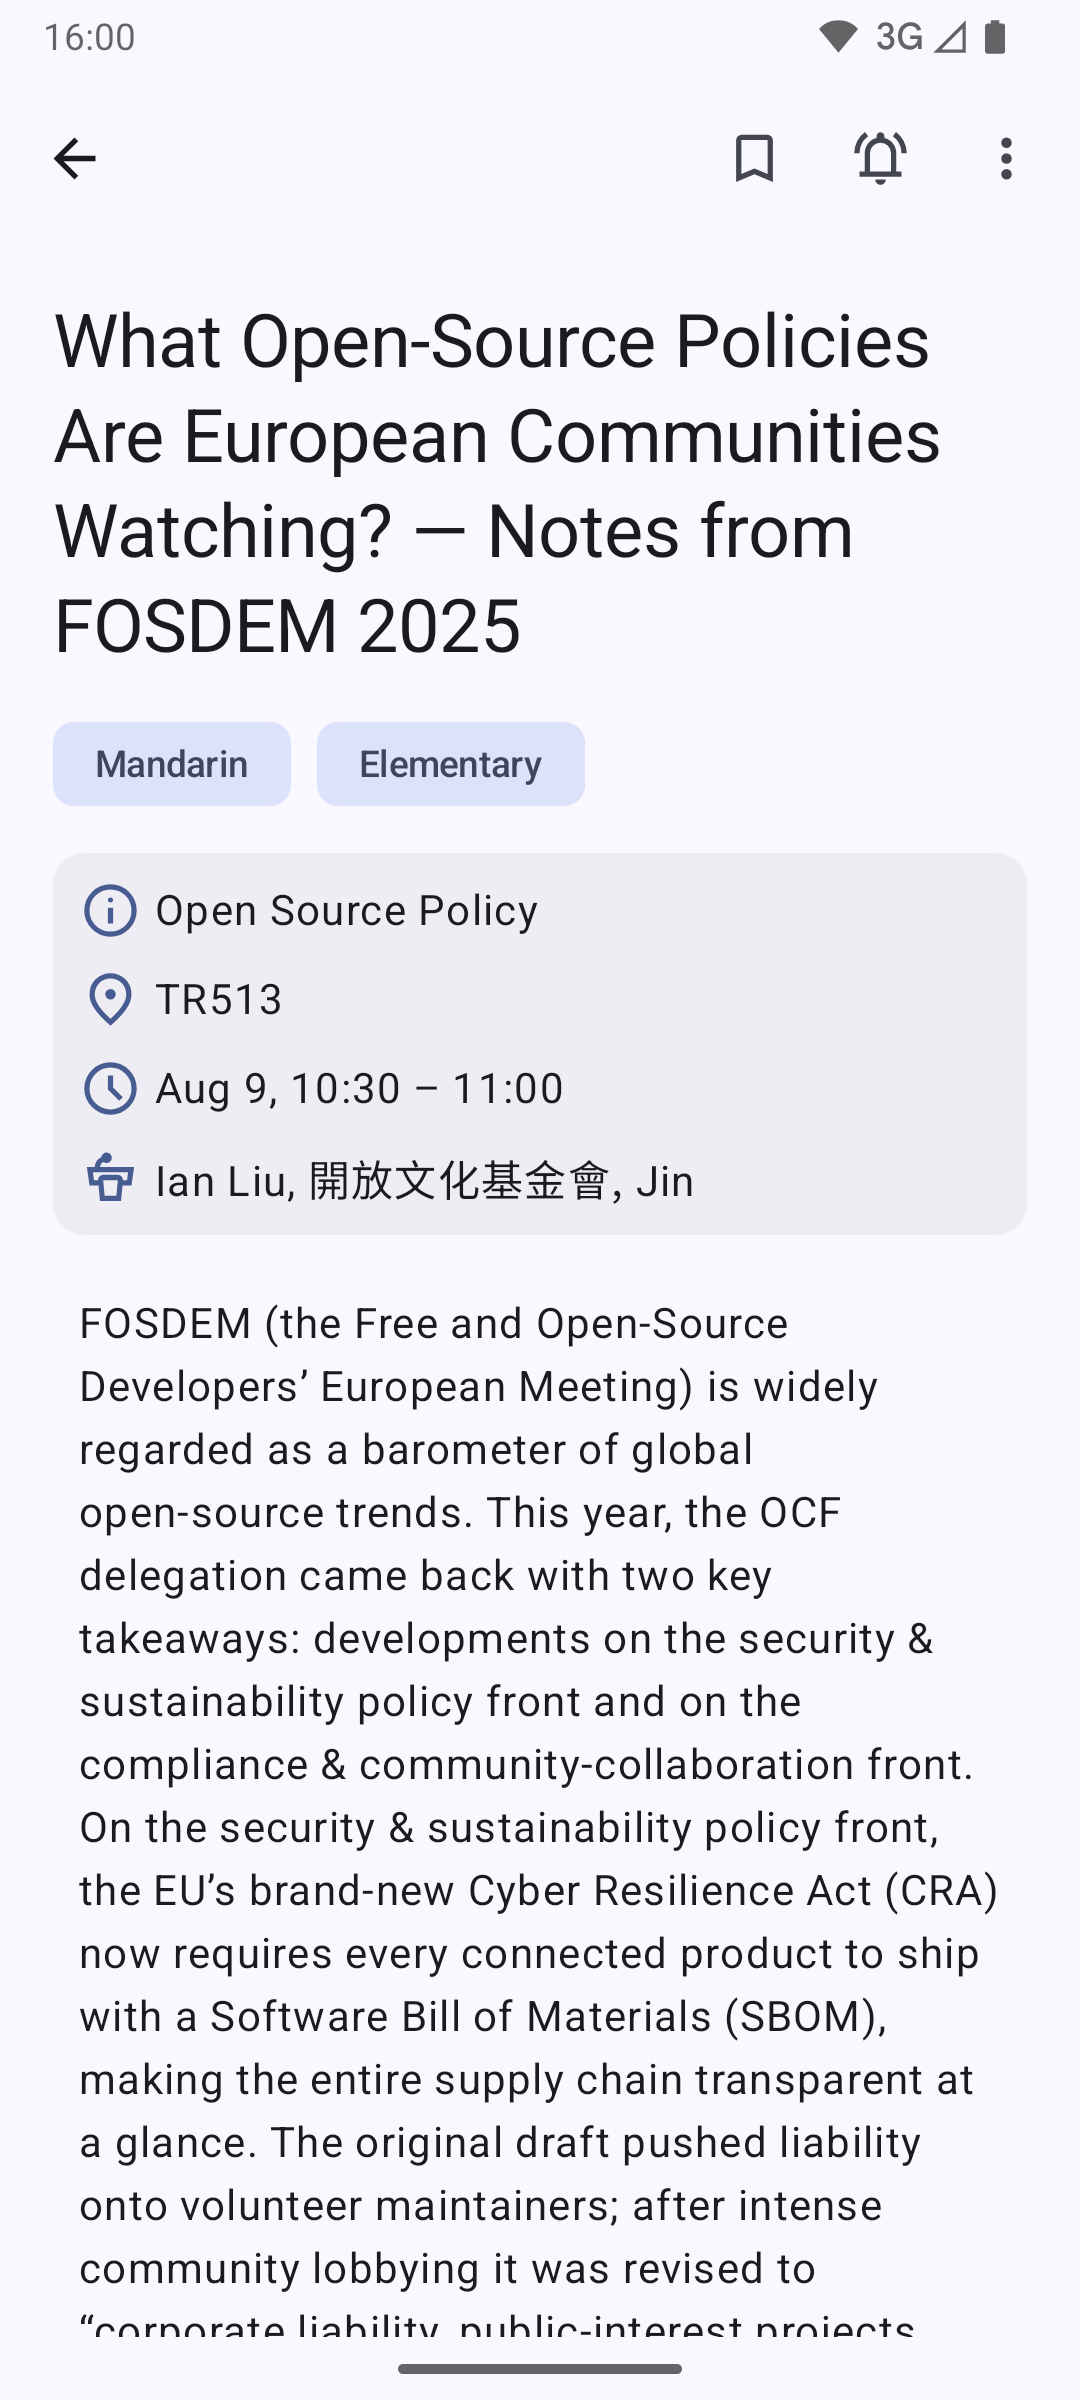 16:00
3G
What Open-Source Policies
Are European Communities
Watching? — Notes from
FOSDEM 2025
Mandarin
Elementary
Open Source Policy
TR513
Aug 9, 10:30 – 11:00
Ian Liu, 開放文化基金會, Jin
FOSDEM (the Free and Open-Source
Developers’ European Meeting) is widely
regarded as a barometer of global
open-source trends. This year, the OCF
delegation came back with two key
takeaways: developments on the security &
sustainability policy front and on the
compliance & community-collaboration front.
On the security & sustainability policy front,
the EU’s brand-new Cyber Resilience Act (CRA)
now requires every connected product to ship
with a Software Bill of Materials (SBOM),
making the entire supply chain transparent at
a glance. The original draft pushed liability
onto volunteer maintainers; after intense
community lobbying it was revised to
“corporate liability, public-interest projects